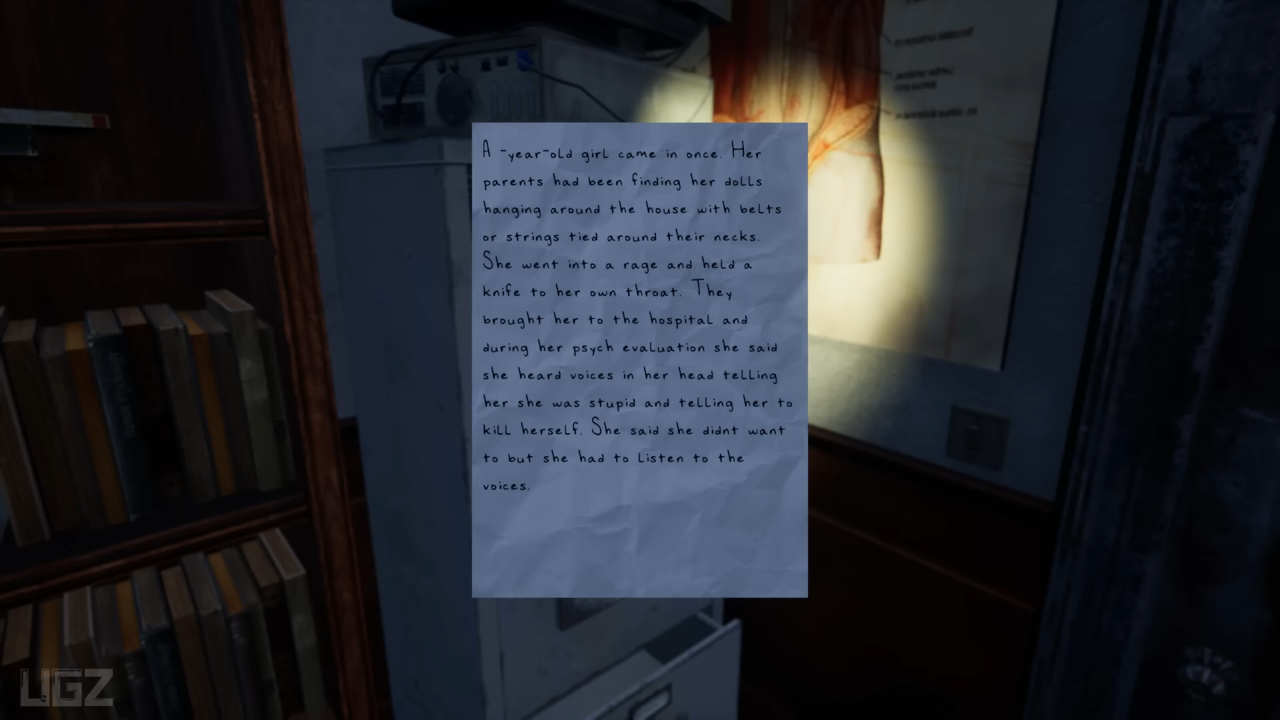 A -year-old girl came in once. Her
parents had been finding her dolls
hanging around the house with belts
or strings tied around their necks.
She went into a rage and held a
knife to her own throat. They
brought her to the hospital and
during her psych evaluation she said
she heard voices in her head telling
her she was stupid and telling her to
kill herself. She said she didnt want
to but she had to listen to the
voices.
UGZ